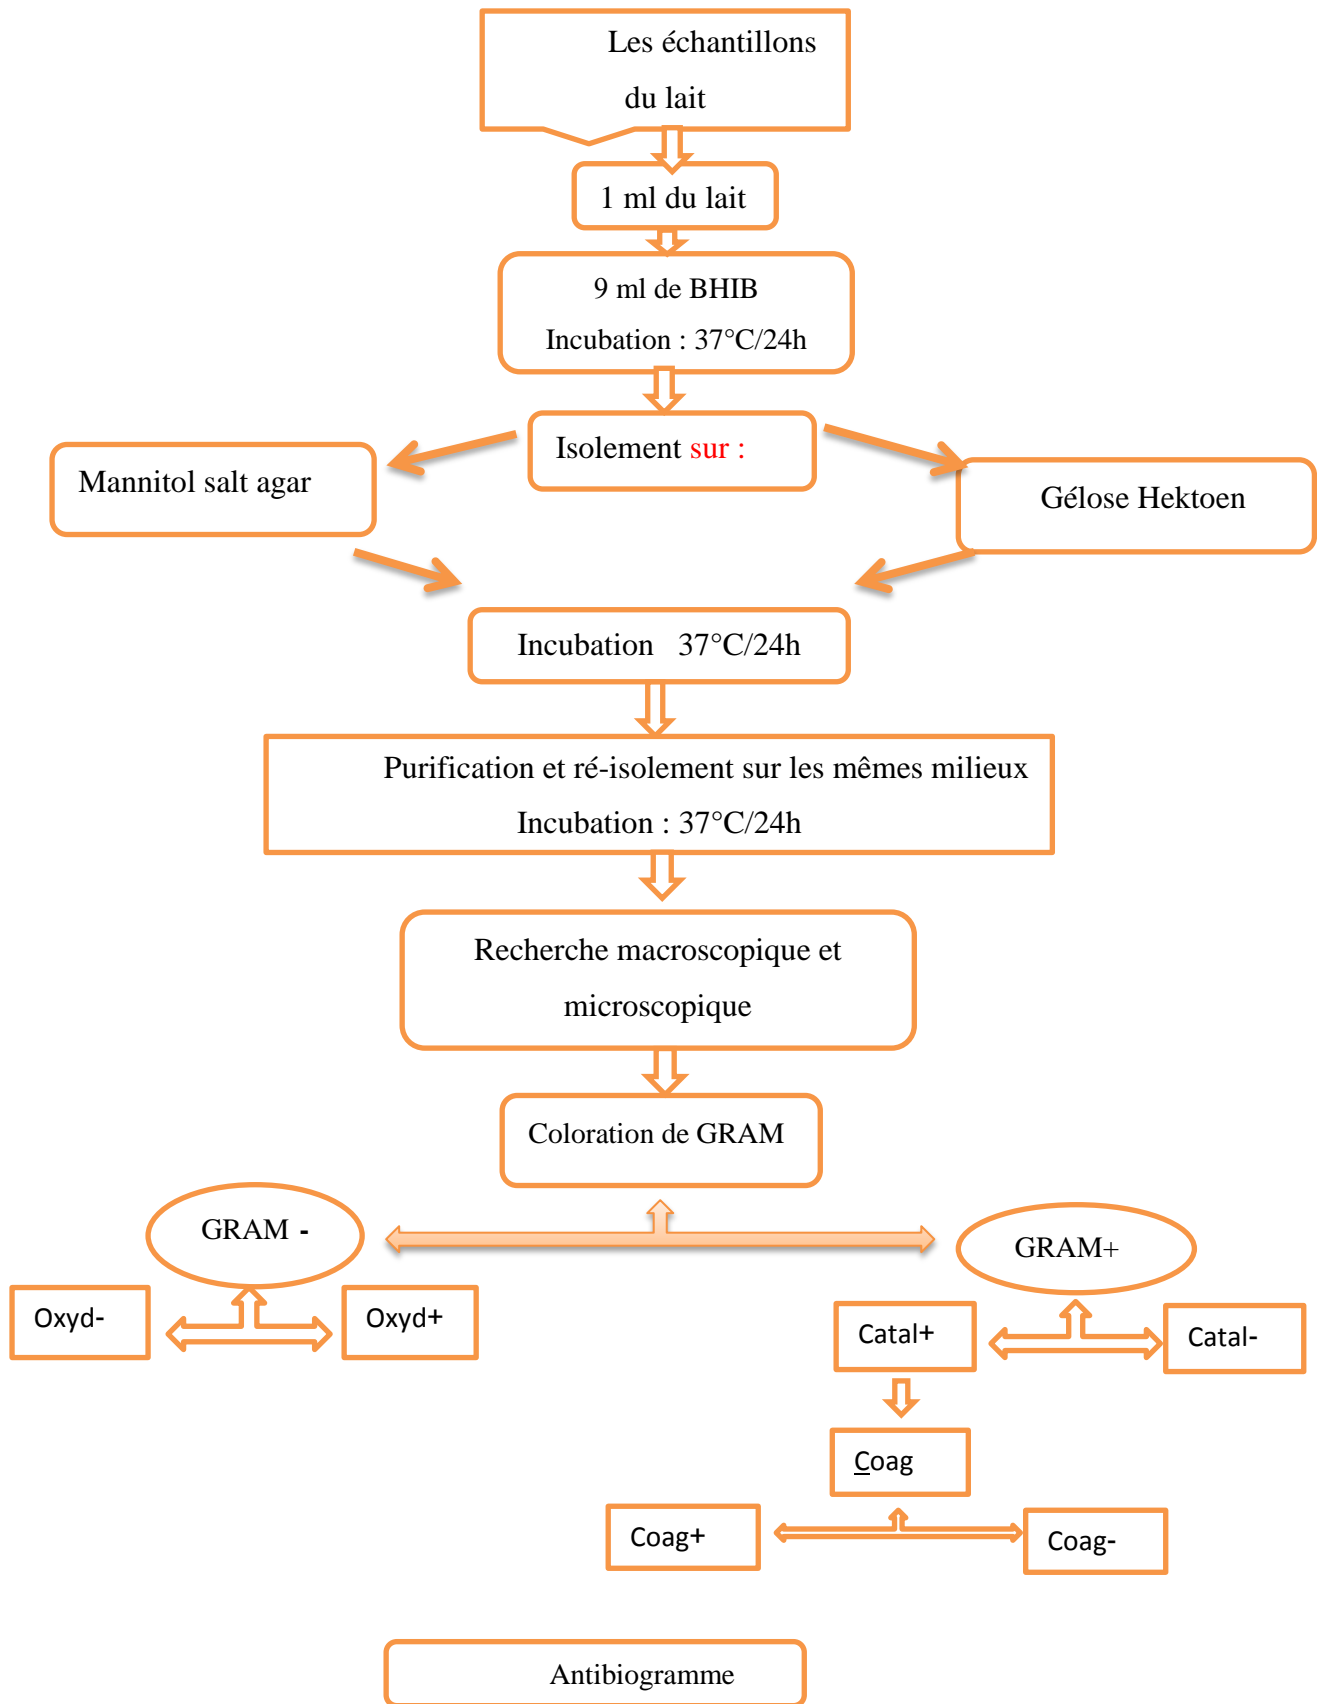 Les échantillons
du lait
1 ml du lait
9 ml de BHIB
Incubation : 37°C/24h
Isolement sur :
Mannitol salt agar
Gélose Hektoen
Incubation 37°C/24h
Purification et ré-isolement sur les mêmes milieux
Incubation : 37°C/24h
Recherche macroscopique et
microscopique
Coloration de GRAM
GRAM -
GRAM+
Oxyd-
Oxyd+
Catal+
Catal-
Coag
Coag+
Coag-
Antibiogramme